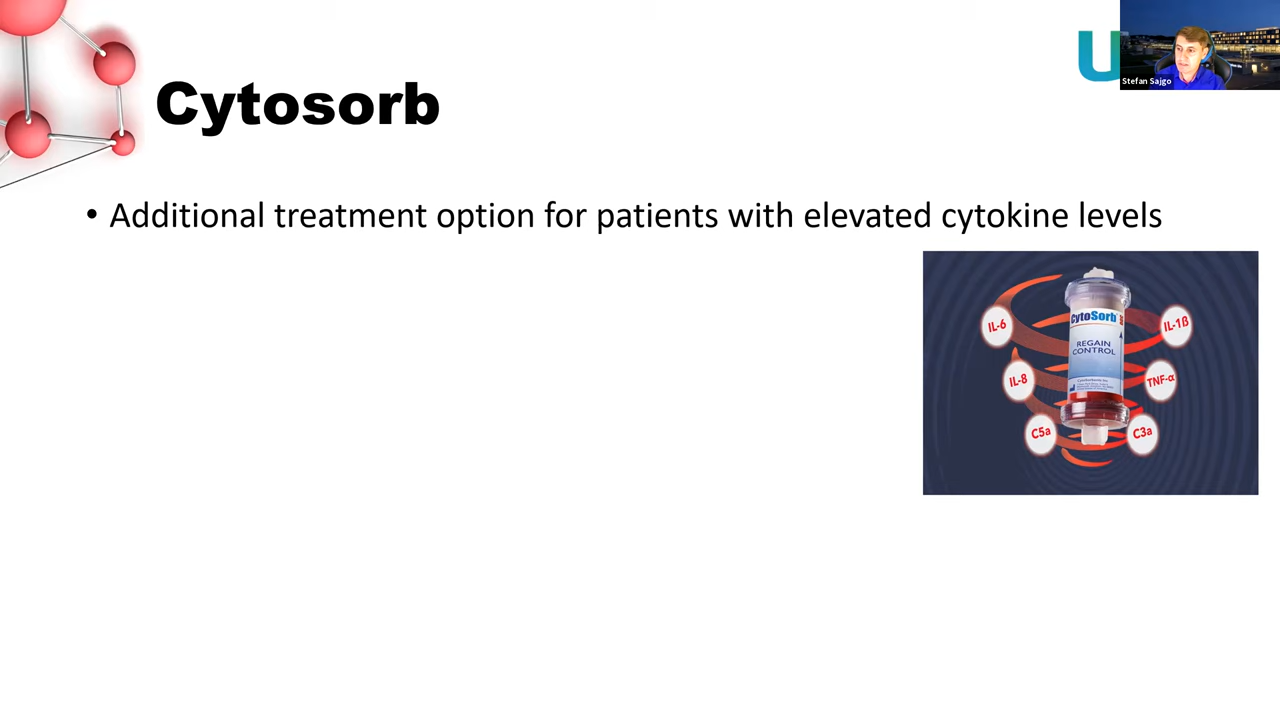 U
Stefan Sajgo
Cytosorb
• Additional treatment option for patients with elevated cytokine levels
IL-6
CytoSorb
IL-1ß
REGAIN
CONTROL
IL-8
TNF-α
C5a
C3a